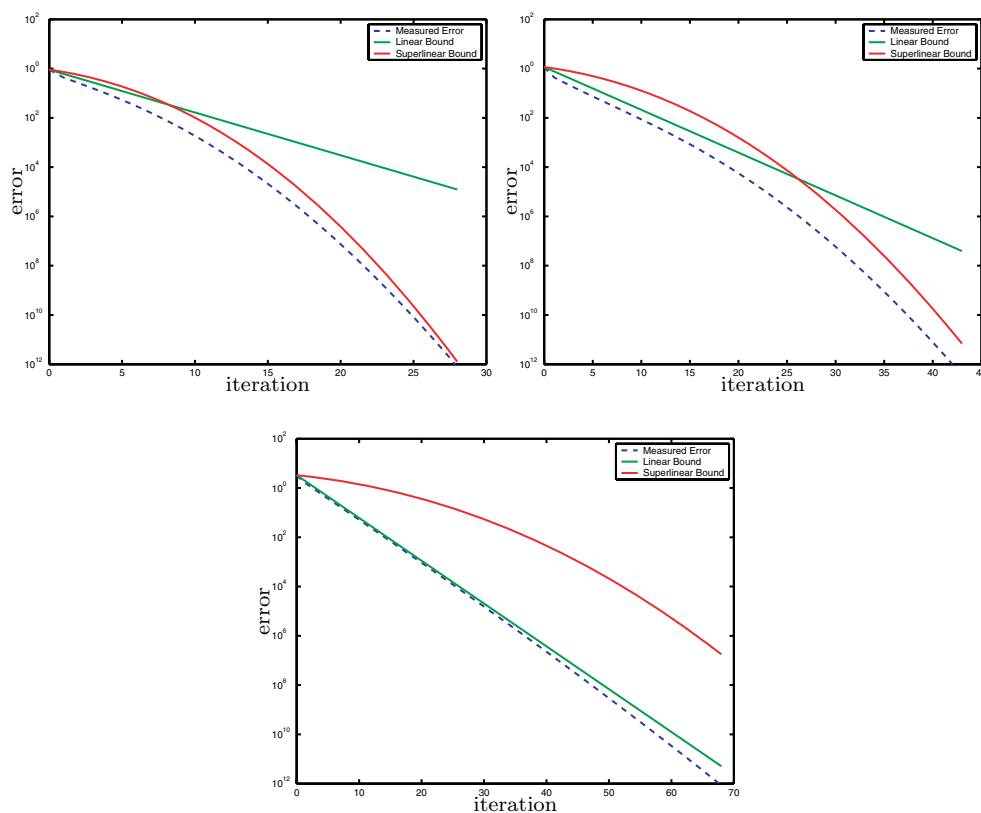 10^2
Measured Error
Linear Bound
Superlinear Bound
10^0
10^2
10^4
10^6
10^8
10^10
10^12
error
0 5 10 15 20 25 30
iteration
10^2
Measured Error
Linear Bound
Superlinear Bound
10^0
10^2
10^4
10^6
10^8
10^10
10^12
error
0 5 10 15 20 25 30 35 40
iteration
10^2
Measured Error
Linear Bound
Superlinear Bound
10^0
10^2
10^4
10^6
10^8
10^10
10^12
error
0 10 20 30 40 50 60 70
iteration